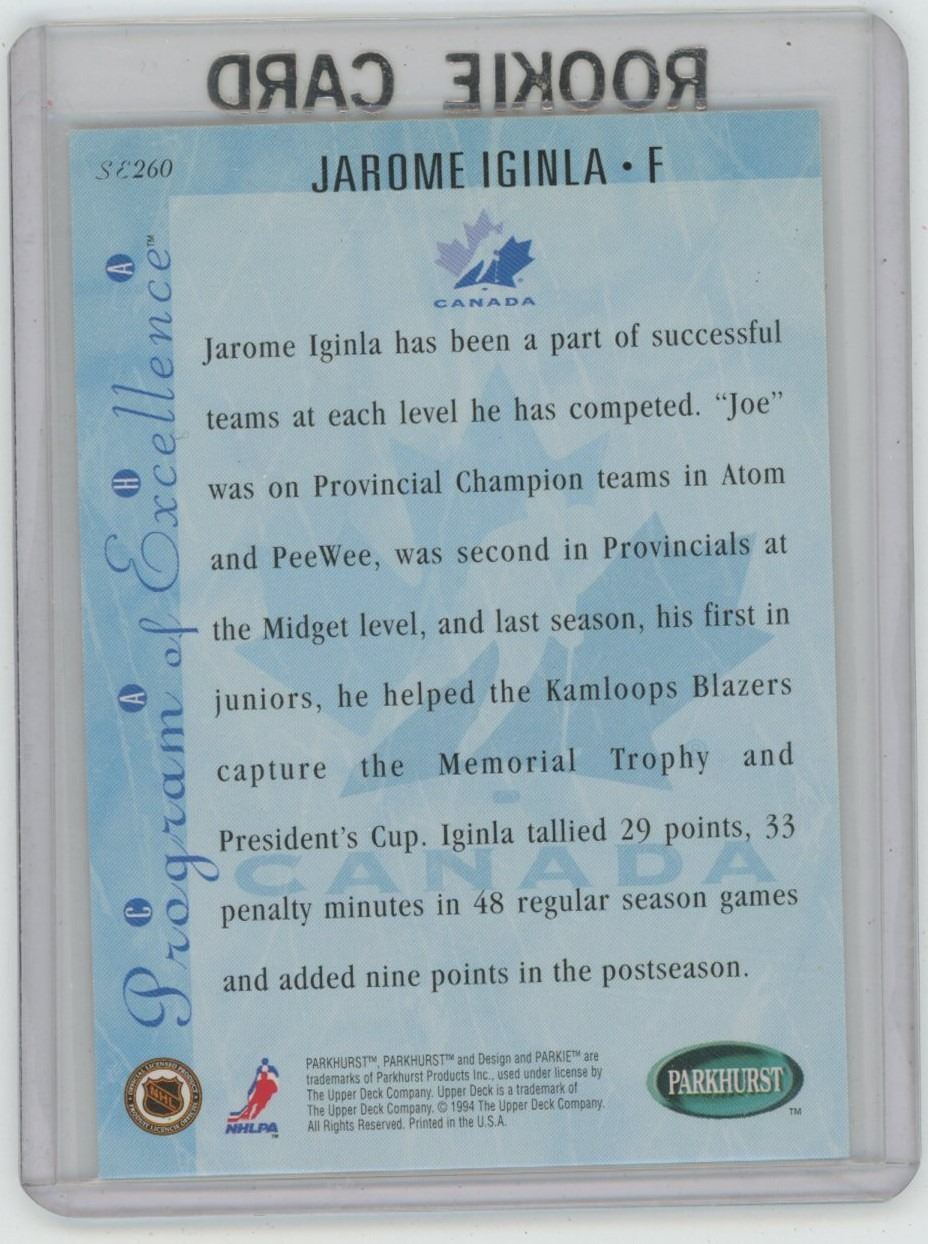 ROOKIE CARD
SE260
JAROME IGINLA • F
CANADA
Jarome Iginla has been a part of successful
teams at each level he has competed. “Joe”
was on Provincial Champion teams in Atom
and PeeWee, was second in Provincials at
the Midget level, and last season, his first in
juniors, he helped the Kamloops Blazers
capture the Memorial Trophy and
President’s Cup. Iginla tallied 29 points, 33
penalty minutes in 48 regular season games
and added nine points in the postseason.
CANADA
C A H A
Program of Excellence™
NHL
NHLPA™
PARKHURST™, PARKHURST™ and Design and PARKIE™ are
trademarks of Parkhurst Products Inc., used under license by
The Upper Deck Company. Upper Deck is a trademark of
The Upper Deck Company. © 1994 The Upper Deck Company.
All Rights Reserved. Printed in the U.S.A.
PARKHURST™